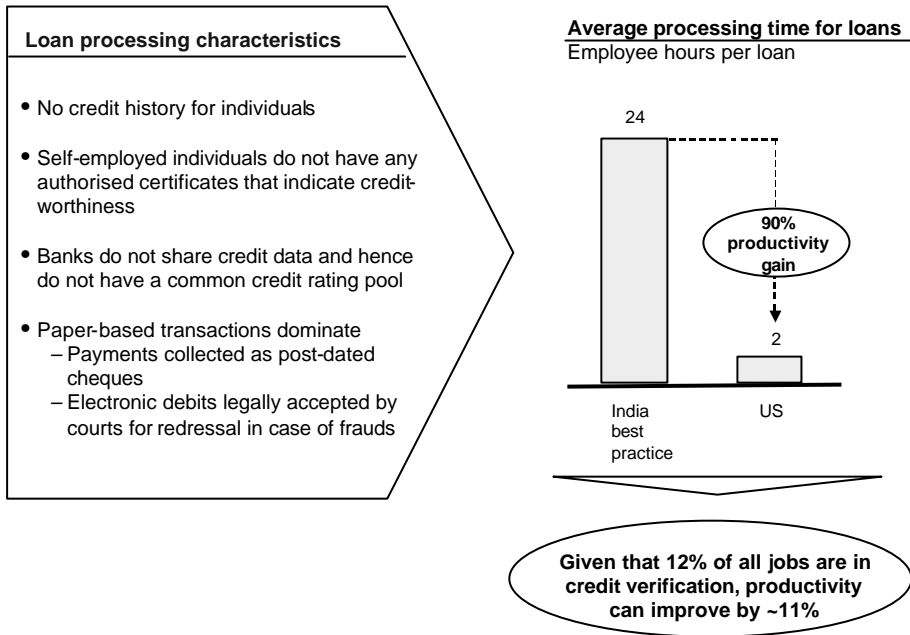 Loan processing characteristics
• No credit history for individuals
• Self-employed individuals do not have any
authorised certificates that indicate credit-
worthiness
• Banks do not share credit data and hence
do not have a common credit rating pool
• Paper-based transactions dominate
– Payments collected as post-dated
cheques
– Electronic debits legally accepted by
courts for redressal in case of frauds
Average processing time for loans
Employee hours per loan
24
90%
productivity
gain
2
India
best
practice
US
Given that 12% of all jobs are in
credit verification, productivity
can improve by ~11%